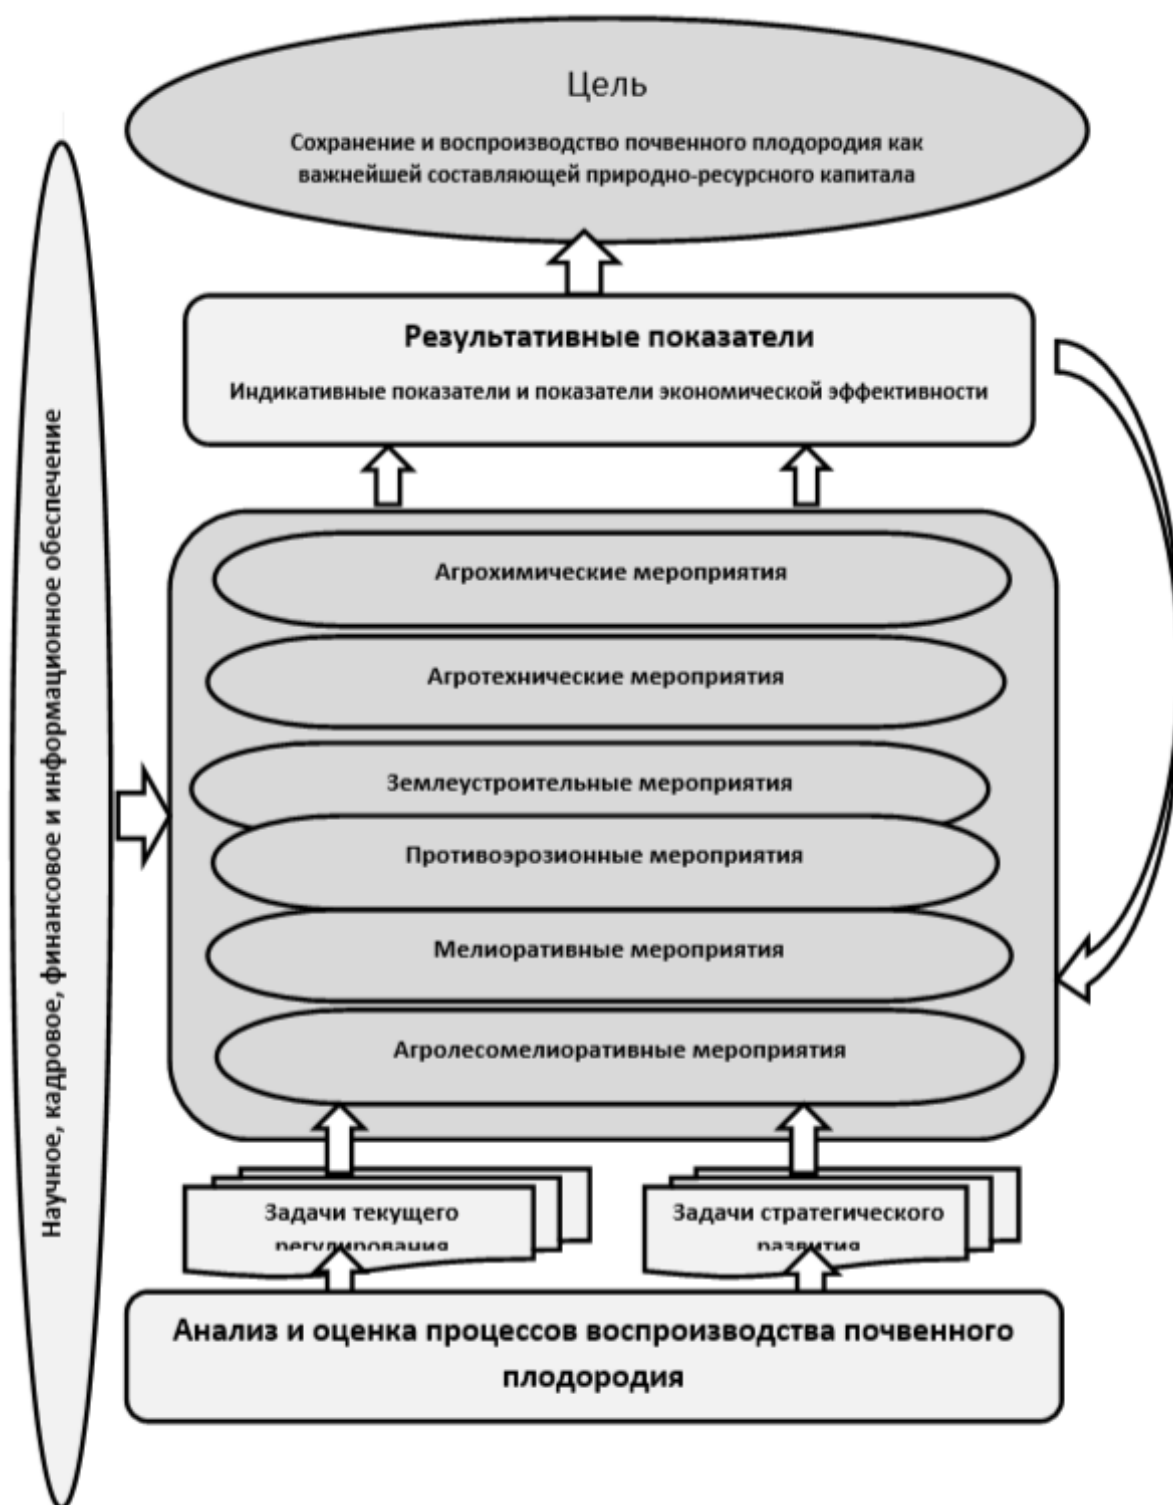 Цель
Сохранение и воспроизводство почвенного плодородия как
важнейшей составляющей природно-ресурсного капитала
Результативные показатели
Индикативные показатели и показатели экономической эффективности
Научное, кадровое, финансовое и информационное обеспечение
Агрохимические мероприятия
Агротехнические мероприятия
Землеустроительные мероприятия
Противоэрозионные мероприятия
Мелиоративные мероприятия
Агролесомелиоративные мероприятия
Задачи текущего
регулирования
Задачи стратегического
развития
Анализ и оценка процессов воспроизводства почвенного
плодородия